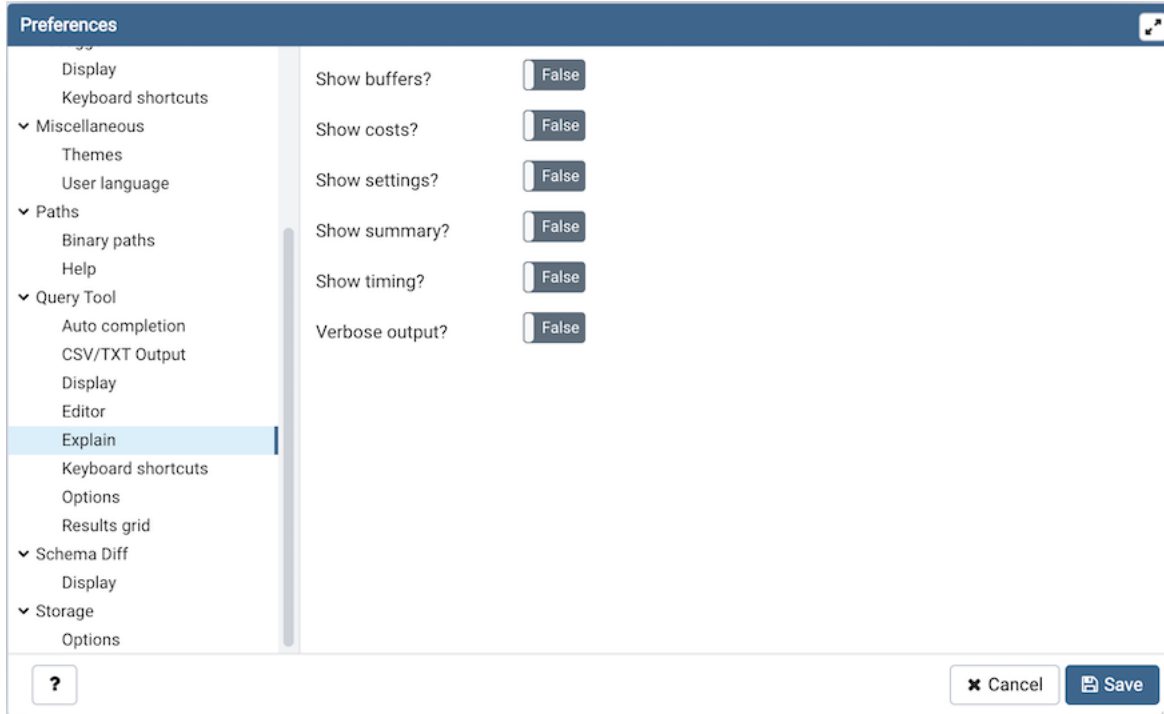 Preferences
Display
Keyboard shortcuts
Miscellaneous
Themes
User language
Paths
Binary paths
Help
Query Tool
Auto completion
CSV/TXT Output
Display
Editor
Explain
Keyboard shortcuts
Options
Results grid
Schema Diff
Display
Storage
Options
Show buffers? False
Show costs? False
Show settings? False
Show summary? False
Show timing? False
Verbose output? False
? Cancel Save